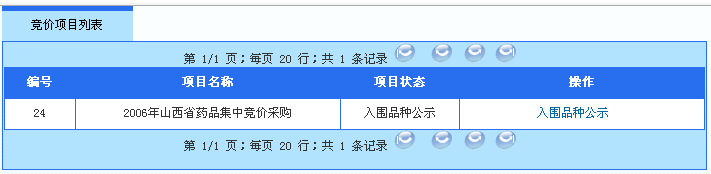 竞价项目列表
第 1/1 页；每页 20 行；共 1 条记录
编号 项目名称 项目状态 操作
24 2006年山西省药品集中竞价采购 入围品种公示 入围品种公示
第 1/1 页；每页 20 行；共 1 条记录